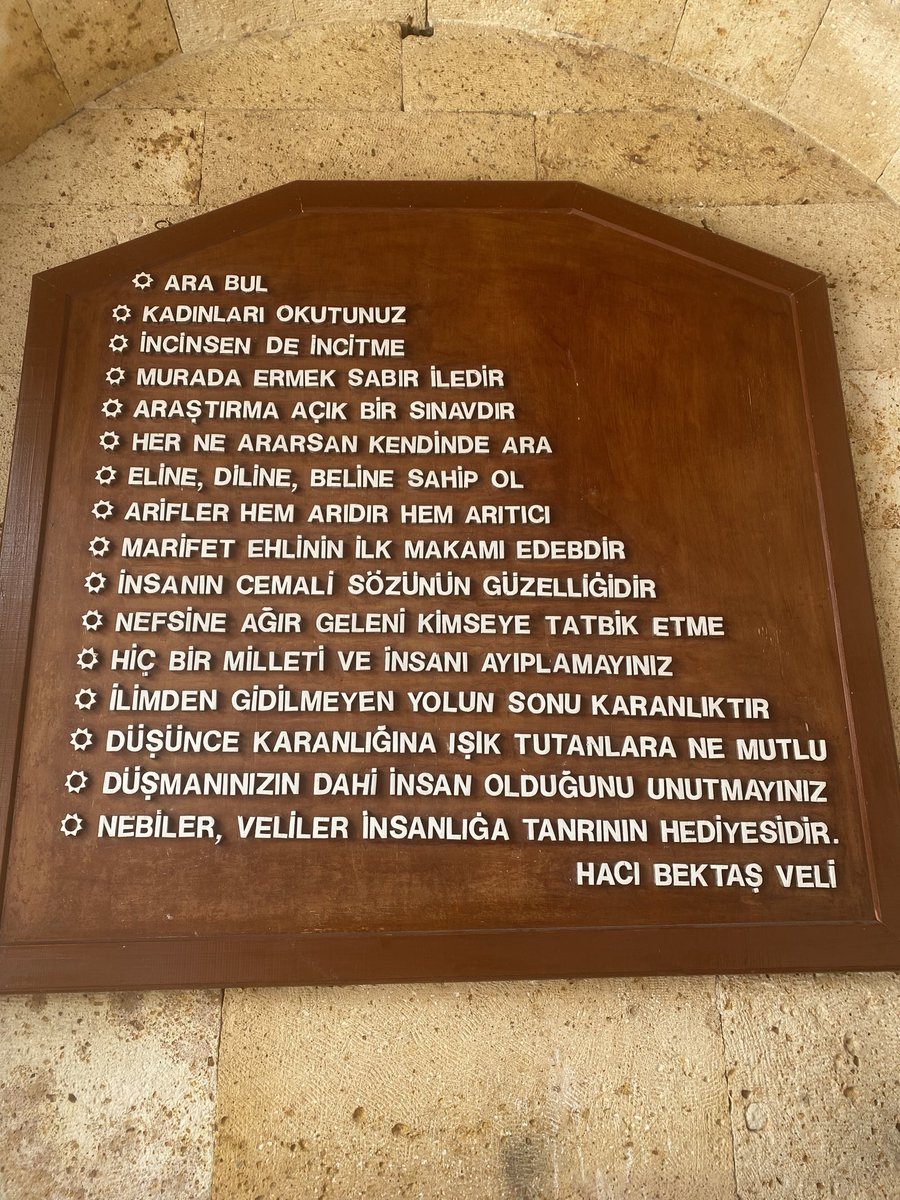 ARA BUL
KADINLARI OKUTUNUZ
İNCİNSEN DE İNCİTME
MURADA ERMEK SABIR İLEDİR
ARAŞTIRMA AÇIK BİR SINAVDIR
HER NE ARARSAN KENDİNDE ARA
ELİNE, DİLİNE, BELİNE SAHİP OL
ARİFLER HEM ARIDIR HEM ARITICI
MARİFET EHLİNİN İLK MAKAMI EDEBDİR
İNSANIN CEMALİ SÖZÜNÜN GÜZELLİĞİDİR
NEFSİNE AĞIR GELENİ KİMSEYE TATBİK ETME
HİÇ BİR MİLLETİ VE İNSANI AYIPLAMAYINIZ
İLİMDEN GİDİLMEYEN YOLUN SONU KARANLIKTIR
DÜŞÜNCE KARANLIĞINA IŞIK TUTANLARA NE MUTLU
DÜŞMANINIZIN DAHİ İNSAN OLDUĞUNU UNUTMAYINIZ
NEBİLER, VELİLER İNSANLIĞA TANRININ HEDİYESİDİR.
HACI BEKTAŞ VELİ